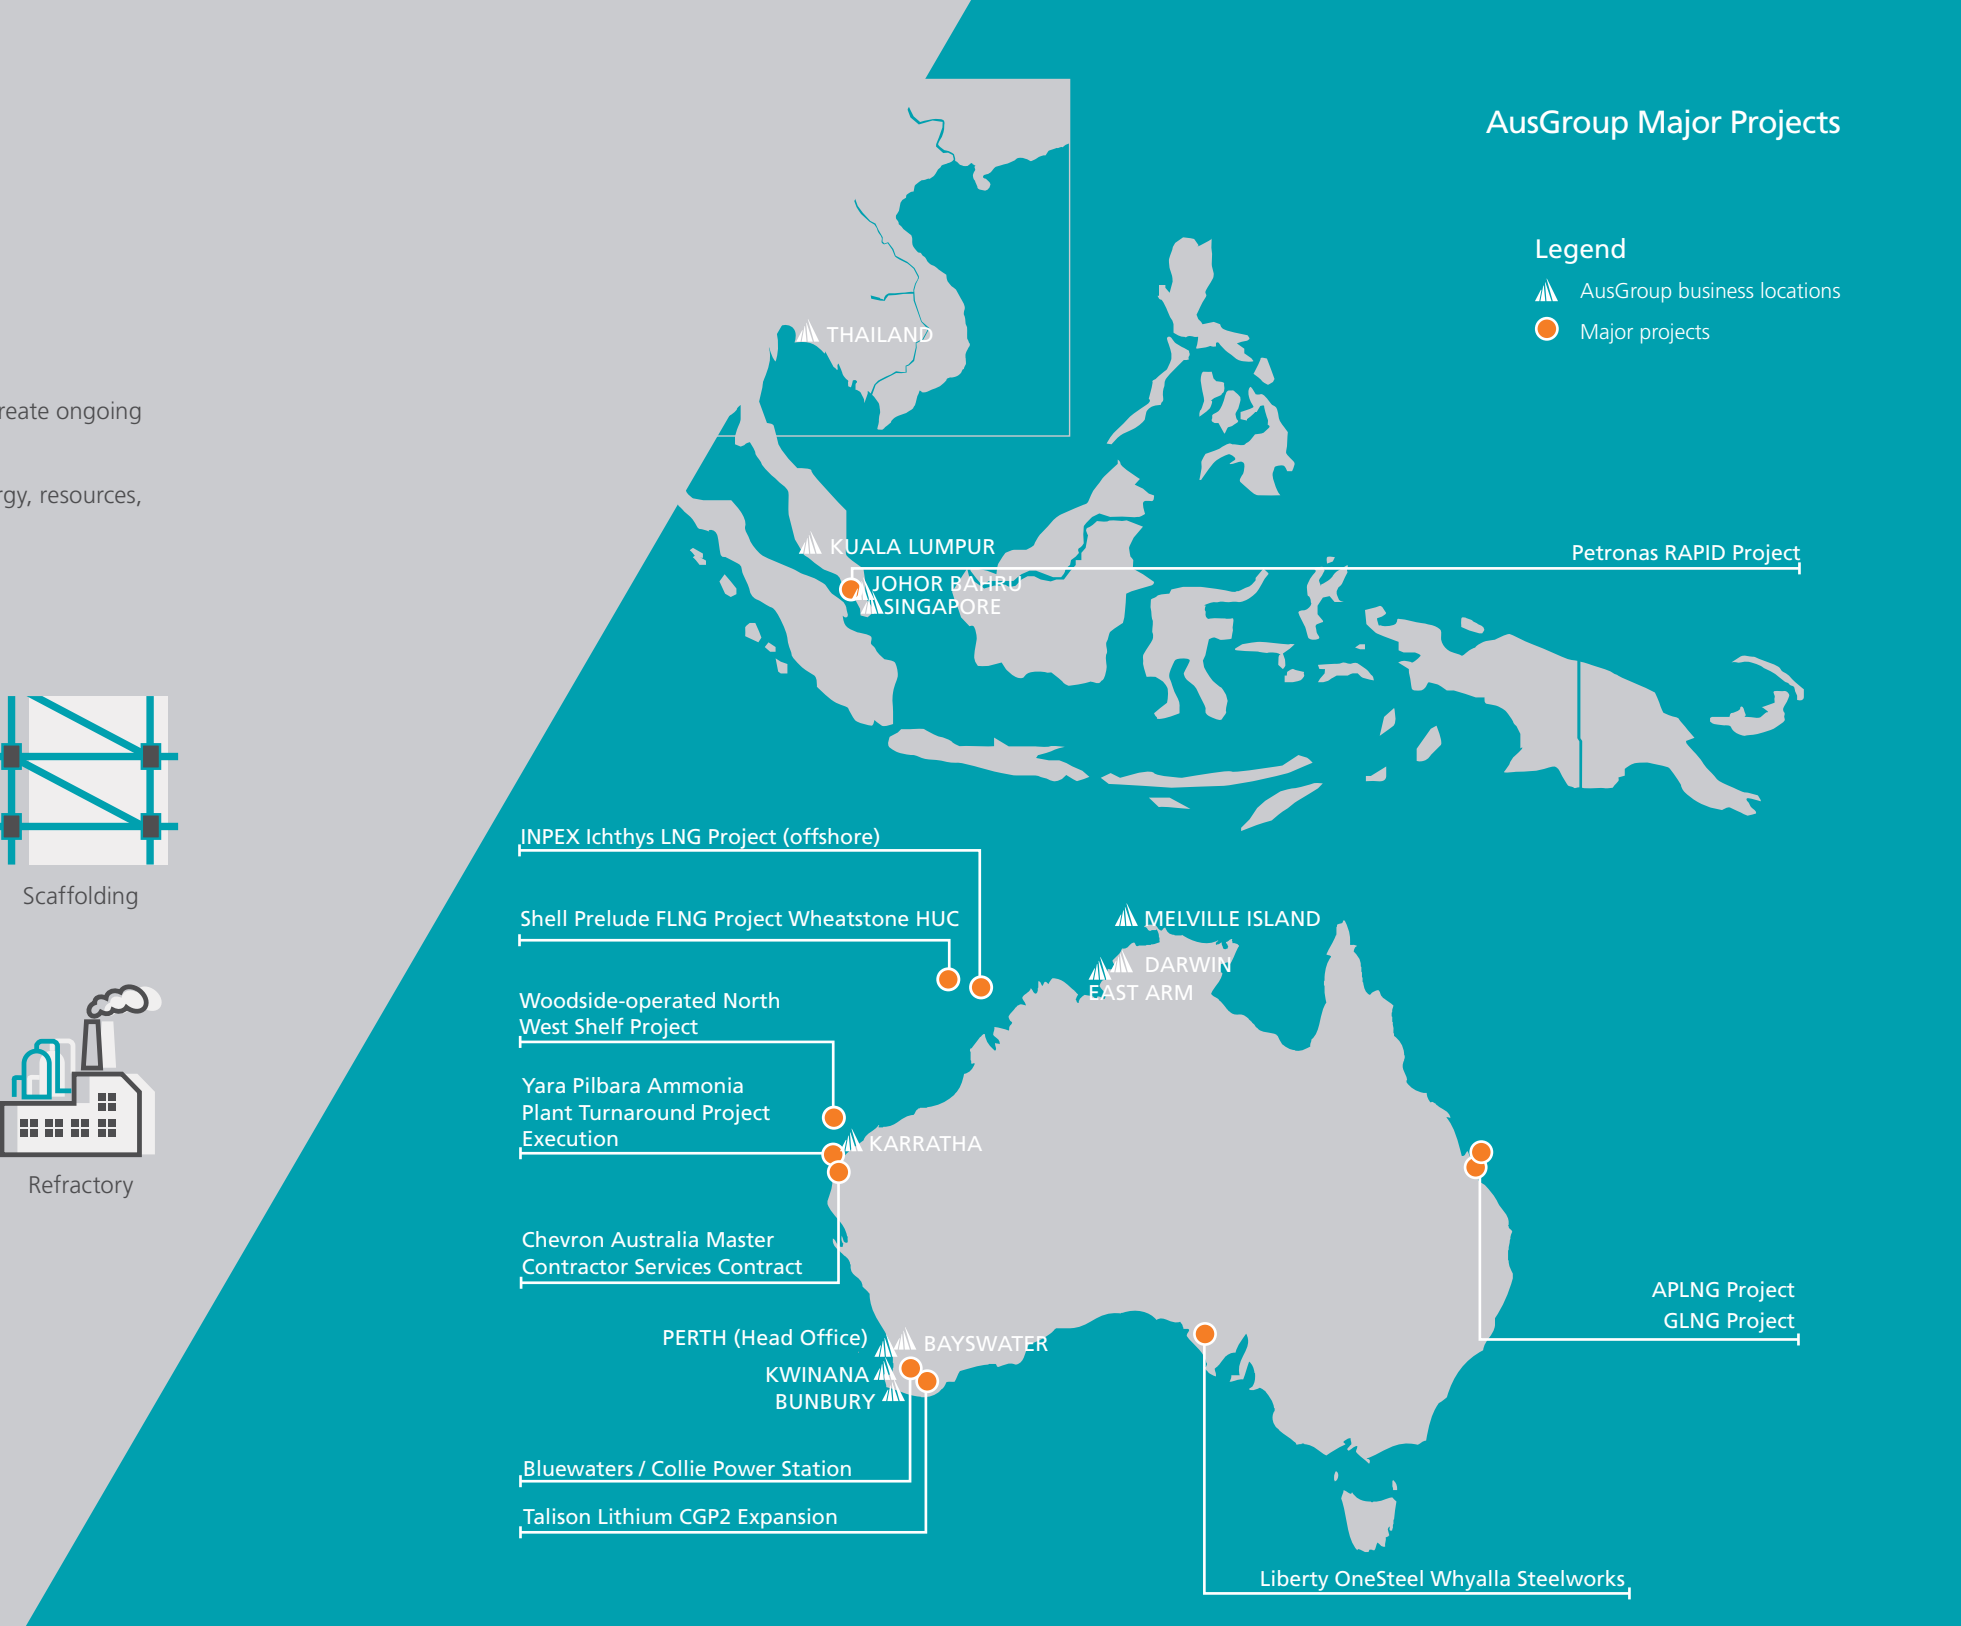 AusGroup Major Projects
Legend
AusGroup business locations
Major projects
THAILAND
reate ongoing
rgy, resources,
KUALA LUMPUR
Petronas RAPID Project
JOHOR BAHRU
SINGAPORE
Scaffolding
Refractory
INPEX Ichthys LNG Project (offshore)
Shell Prelude FLNG Project Wheatstone HUC
MELVILLE ISLAND
DARWIN
EAST ARM
Woodside-operated North
West Shelf Project
Yara Pilbara Ammonia
Plant Turnaround Project
Execution
KARRATHA
Chevron Australia Master
Contractor Services Contract
APLNG Project
GLNG Project
PERTH (Head Office)
BAYSWATER
KWINANA
BUNBURY
Bluewaters / Collie Power Station
Talison Lithium CGP2 Expansion
Liberty OneSteel Whyalla Steelworks